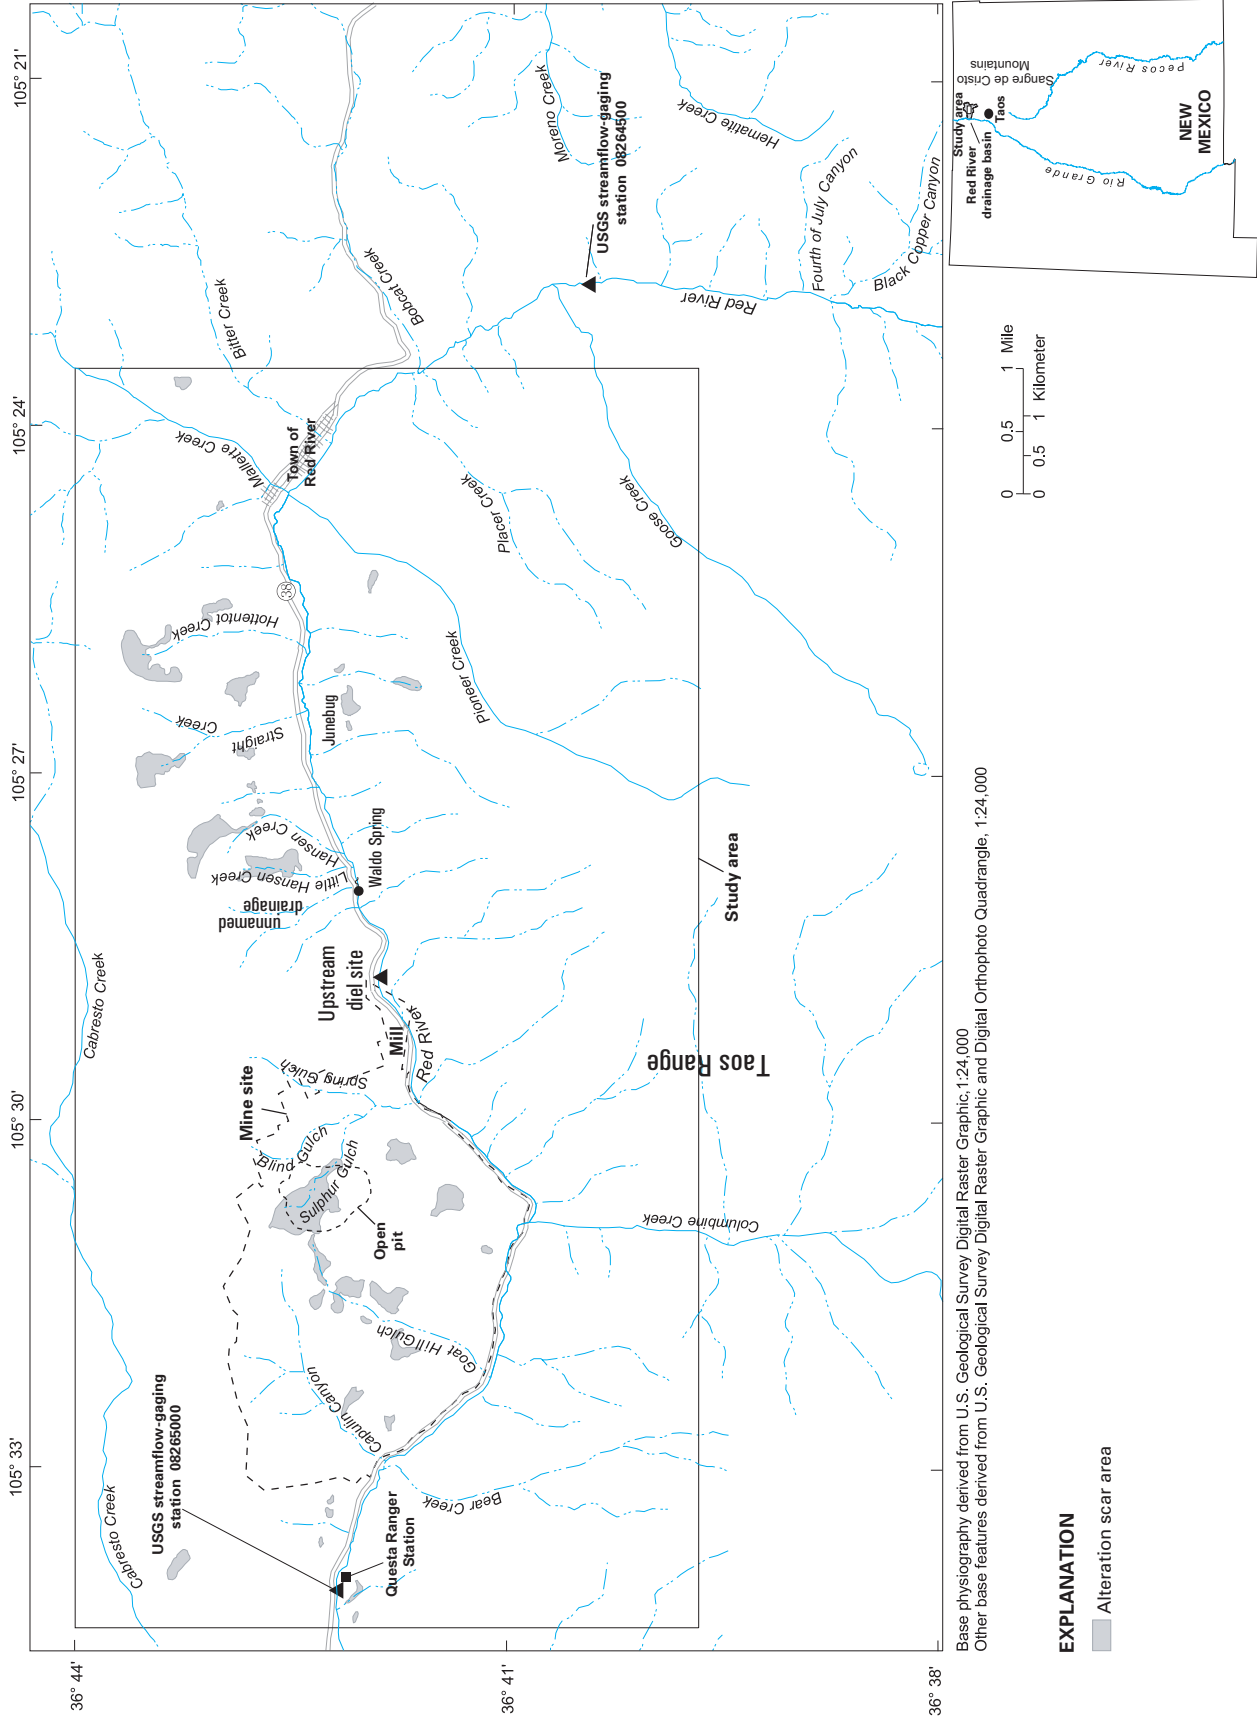 105° 33'
105° 30'
105° 27'
105° 24'
105° 21'
36° 44'
36° 41'
36° 38'
Cabresto Creek
Cabresto Creek
USGS streamflow-gaging
station 08265000
Questa Ranger
Station
Bear Creek
Capulin Canyon
Goat Hill Gulch
Open
pit
Sulphur Gulch
Blind Gulch
Mine site
Spring Gulch
Mill
Red River
Upstream
diel site
Columbine Creek
Taos Range
Study area
unnamed
drainage
Little Hansen Creek
Hansen Creek
Waldo Spring
Straight
Creek
Junebug
Hottentot Creek
38
Pioneer Creek
Mallette Creek
Town of
Red River
Bitter Creek
Placer Creek
Goose Creek
Bobcat Creek
Moreno Creek
USGS streamflow-gaging
station 08264500
Hematite Creek
Red River
Fourth of July Canyon
Black Copper Canyon
Base physiography derived from U.S. Geological Survey Digital Raster Graphic, 1:24,000
Other base features derived from U.S. Geological Survey Digital Raster Graphic and Digital Orthophoto Quadrangle, 1:24,000
EXPLANATION
Alteration scar area
0 0.5 1 Mile
0 0.5 1 Kilometer
Study area
Red River
drainage basin
Taos
Sangre de Cristo
Mountains
Rio Grande
Pecos River
NEW
MEXICO